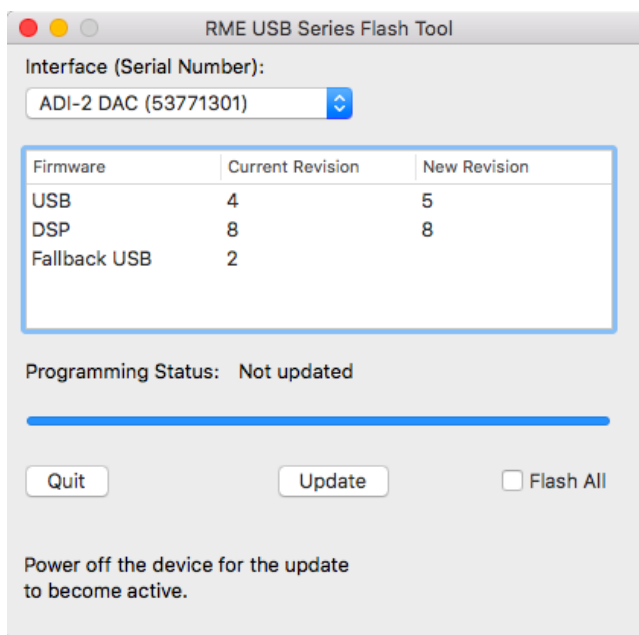 RME USB Series Flash Tool
Interface (Serial Number):
ADI-2 DAC (53771301)
Firmware Current Revision New Revision
USB 4 5
DSP 8 8
Fallback USB 2
Programming Status: Not updated
Quit Update Flash All
Power off the device for the update
to become active.